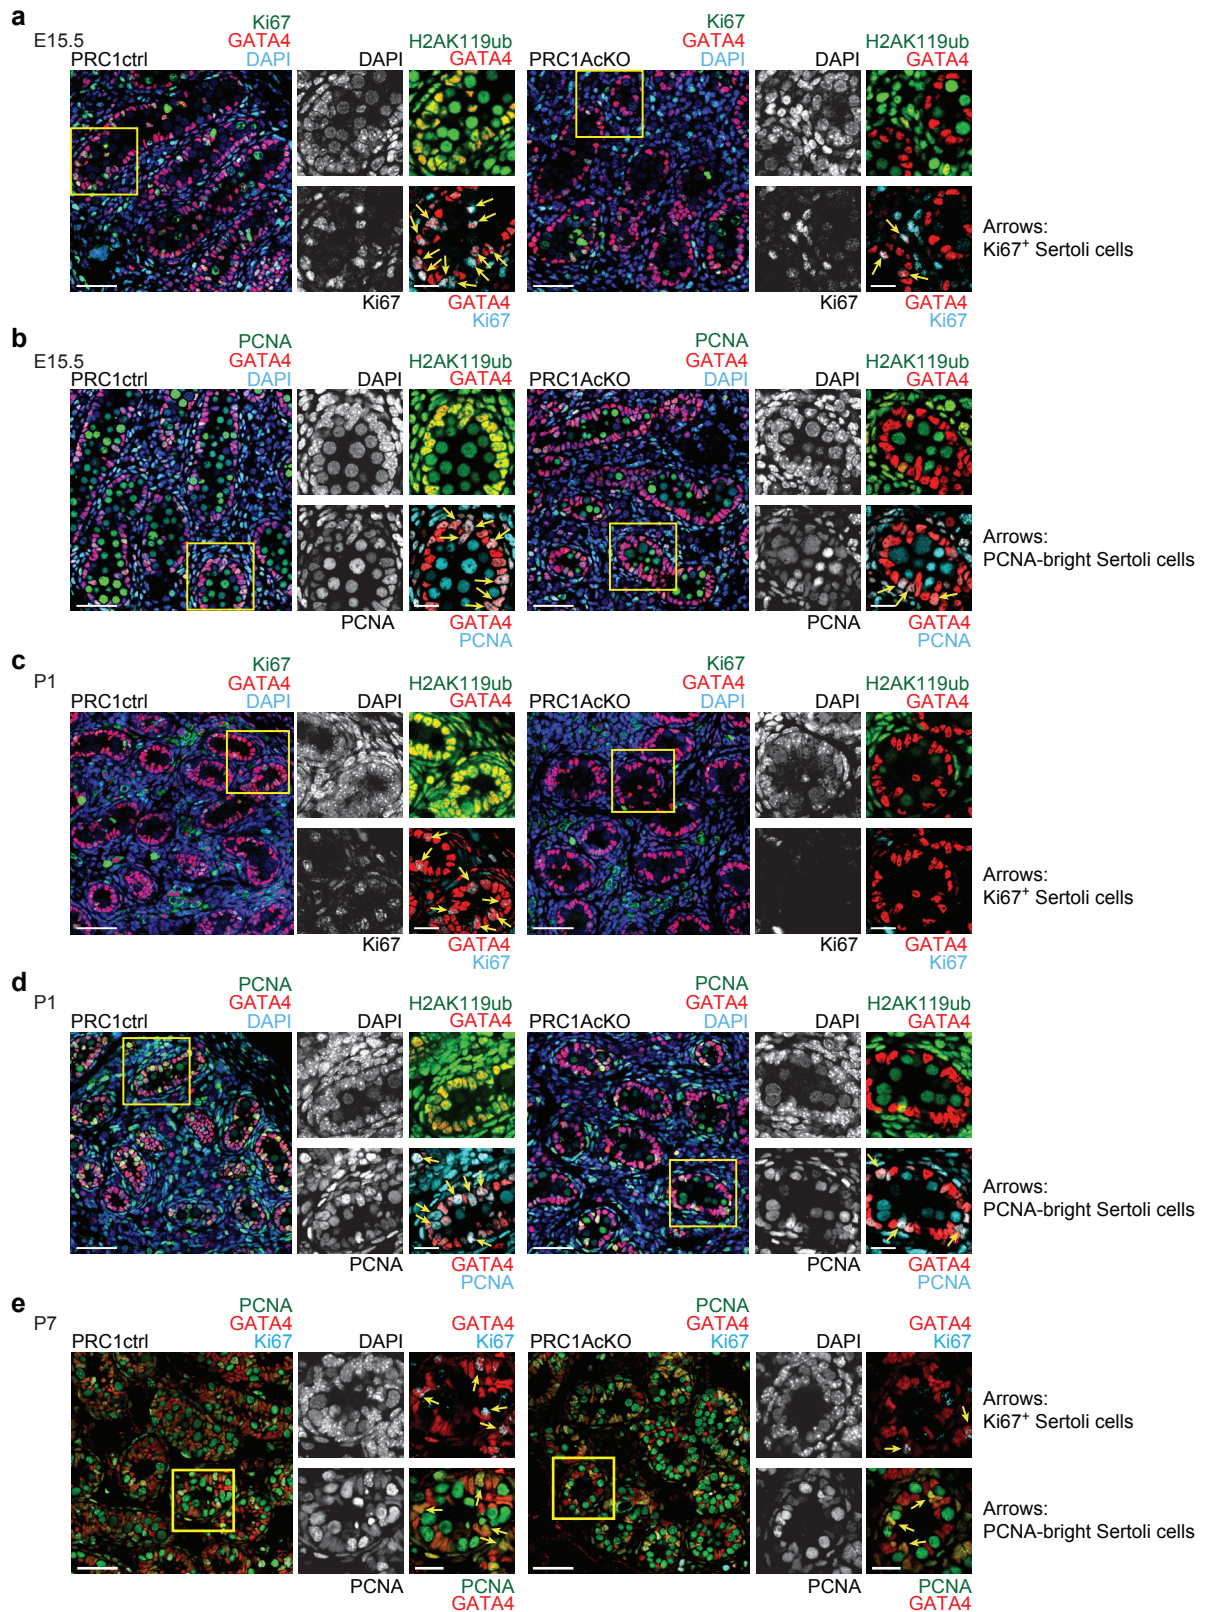 a
E15.5
Ki67
GATA4
PRC1ctrl DAPI
DAPI
H2AK119ub
GATA4
Ki67
GATA4
PRC1AcKO DAPI
DAPI
H2AK119ub
GATA4
Ki67
GATA4
Ki67
Ki67
GATA4
Ki67
Arrows:
Ki67+ Sertoli cells
b
E15.5
PCNA
GATA4
PRC1ctrl DAPI
DAPI
H2AK119ub
GATA4
PCNA
GATA4
PRC1AcKO DAPI
DAPI
H2AK119ub
GATA4
PCNA
GATA4
PCNA
PCNA
GATA4
PCNA
Arrows:
PCNA-bright Sertoli cells
c
P1
Ki67
GATA4
PRC1ctrl DAPI
DAPI
H2AK119ub
GATA4
Ki67
GATA4
PRC1AcKO DAPI
DAPI
H2AK119ub
GATA4
Ki67
GATA4
Ki67
Ki67
GATA4
Ki67
Arrows:
Ki67+ Sertoli cells
d
P1
PCNA
GATA4
PRC1ctrl DAPI
DAPI
H2AK119ub
GATA4
PCNA
GATA4
PRC1AcKO DAPI
DAPI
H2AK119ub
GATA4
PCNA
GATA4
PCNA
PCNA
GATA4
PCNA
Arrows:
PCNA-bright Sertoli cells
e
P7
PCNA
GATA4
PRC1ctrl Ki67
DAPI
GATA4
Ki67
PCNA
GATA4
PRC1AcKO Ki67
DAPI
GATA4
Ki67
Arrows:
Ki67+ Sertoli cells
PCNA
PCNA
GATA4
PCNA
PCNA
GATA4
Arrows:
PCNA-bright Sertoli cells